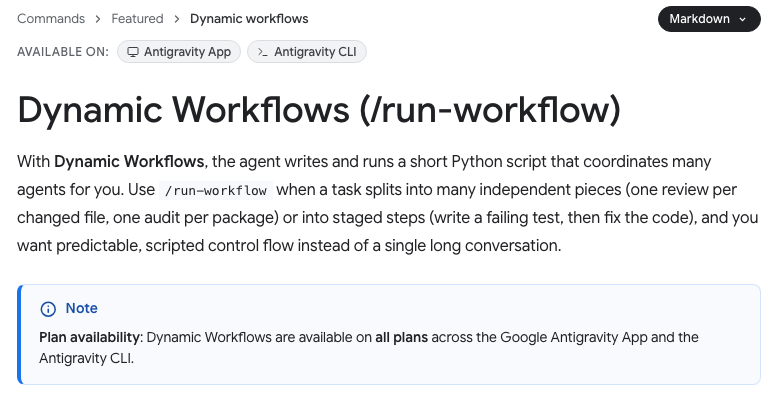 Commands > Featured > Dynamic workflows
Markdown
AVAILABLE ON: Antigravity App >_ Antigravity CLI
Dynamic Workflows (/run-workflow)
With Dynamic Workflows, the agent writes and runs a short Python script that coordinates many
agents for you. Use /run-workflow when a task splits into many independent pieces (one review per
changed file, one audit per package) or into staged steps (write a failing test, then fix the code), and you
want predictable, scripted control flow instead of a single long conversation.
Note
Plan availability: Dynamic Workflows are available on all plans across the Google Antigravity App and the
Antigravity CLI.